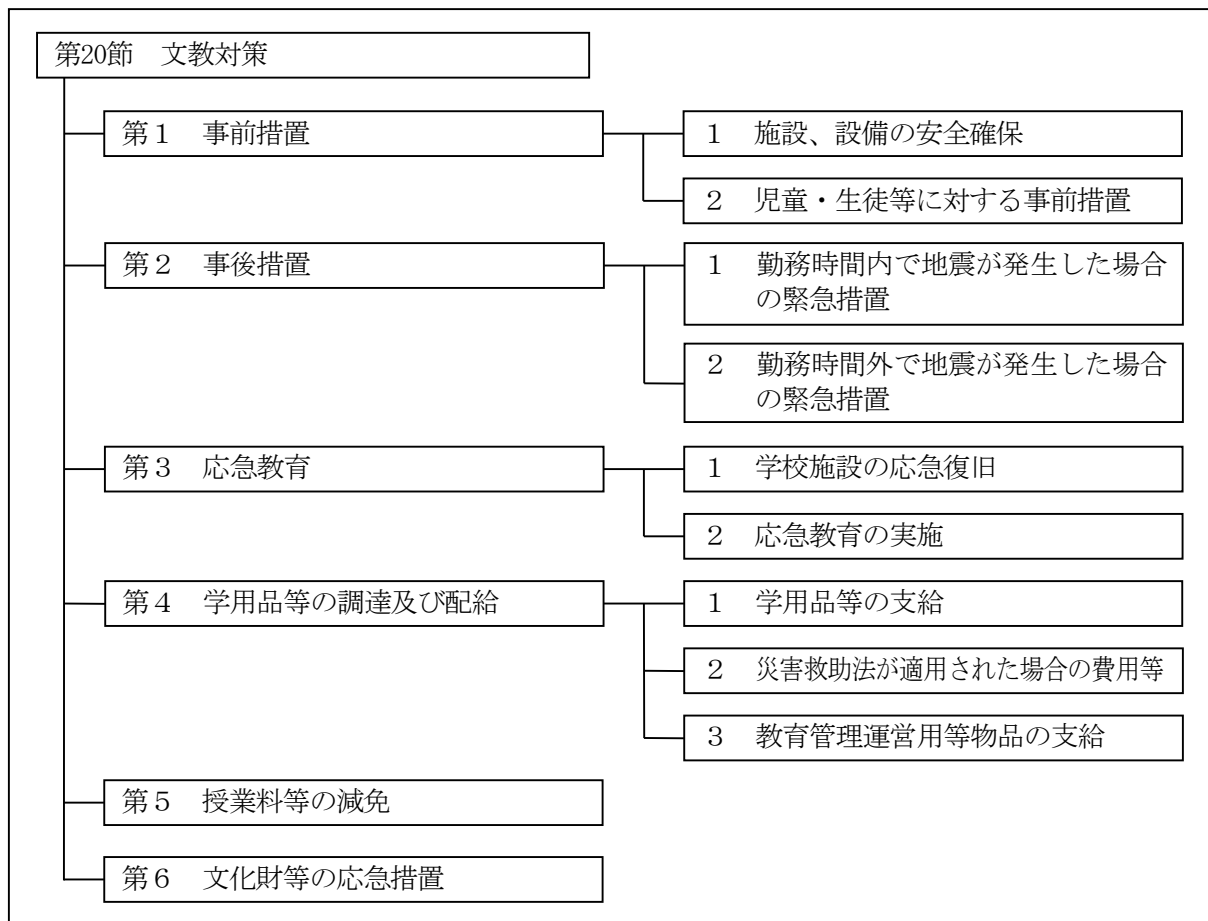 第20節　文教対策
第１　事前措置
１　施設、設備の安全確保
２　児童・生徒等に対する事前措置
第２　事後措置
１　勤務時間内で地震が発生した場合
の緊急措置
２　勤務時間外で地震が発生した場合
の緊急措置
第３　応急教育
１　学校施設の応急復旧
２　応急教育の実施
第４　学用品等の調達及び配給
１　学用品等の支給
２　災害救助法が適用された場合の費用等
３　教育管理運営用等物品の支給
第５　授業料等の減免
第６　文化財等の応急措置